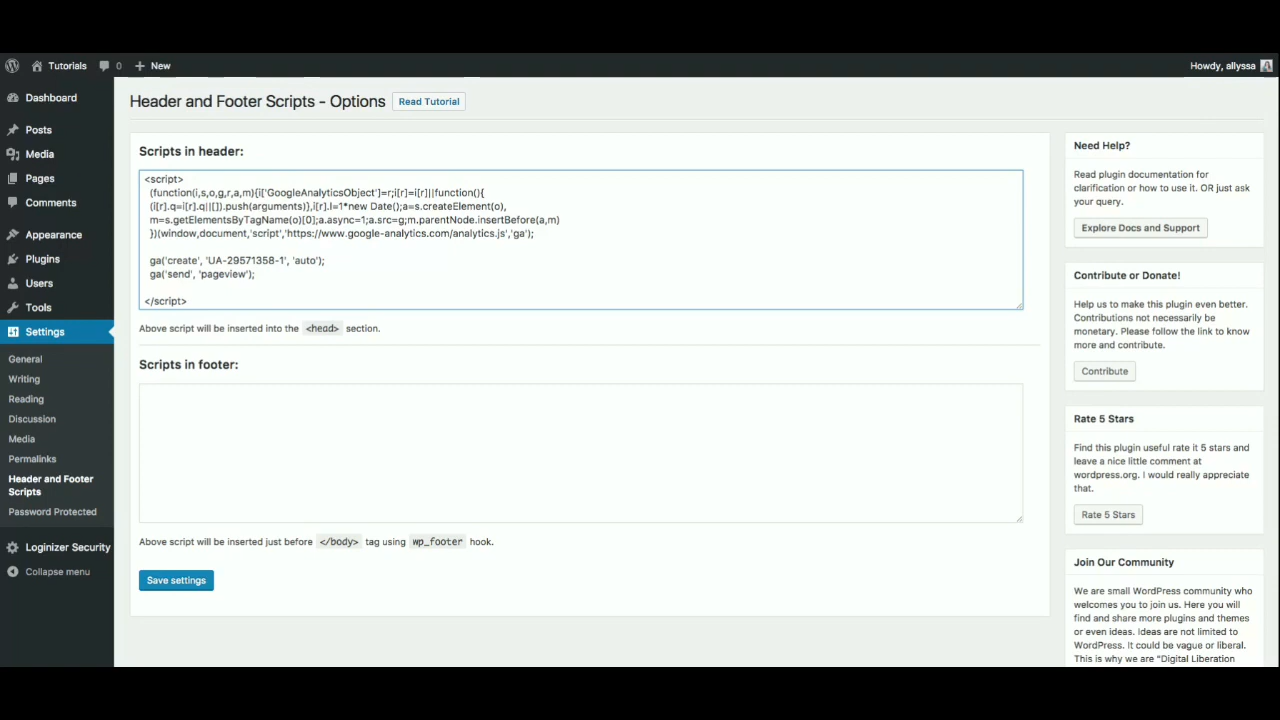 Tutorials 0 New Howdy, allyssa
Dashboard
Posts
Media
Pages
Comments
Appearance
Plugins
Users
Tools
Settings
General
Writing
Reading
Discussion
Media
Permalinks
Header and Footer
Scripts
Password Protected
Loginizer Security
Collapse menu
Header and Footer Scripts - Options Read Tutorial
Scripts in header:
<script>
(function(i,s,o,g,r,a,m){i['GoogleAnalyticsObject']=r;i[r]=i[r]||function(){
(i[r].q=i[r].q||[]).push(arguments)},i[r].l=1*new Date();a=s.createElement(o),
m=s.getElementsByTagName(o)[0];a.async=1;a.src=g;m.parentNode.insertBefore(a,m)
})(window,document,'script','https://www.google-analytics.com/analytics.js','ga');
ga('create', 'UA-29571358-1', 'auto');
ga('send', 'pageview');
</script>
Above script will be inserted into the <head> section.
Scripts in footer:
Above script will be inserted just before </body> tag using wp_footer hook.
Save settings
Need Help?
Read plugin documentation for
clarification or how to use it. OR just ask
your query.
Explore Docs and Support
Contribute or Donate!
Help us to make this plugin even better.
Contributions not necessarily be
monetary. Please follow the link to know
more and contribute.
Contribute
Rate 5 Stars
Find this plugin useful rate it 5 stars and
leave a nice little comment at
wordpress.org. I would really appreciate
that.
Rate 5 Stars
Join Our Community
We are small WordPress community who
welcomes you to join us. Here you will
find and share more plugins and themes
or even ideas. Ideas are not limited to
WordPress. It could be vague or liberal.
This is why we are "Digital Liberation